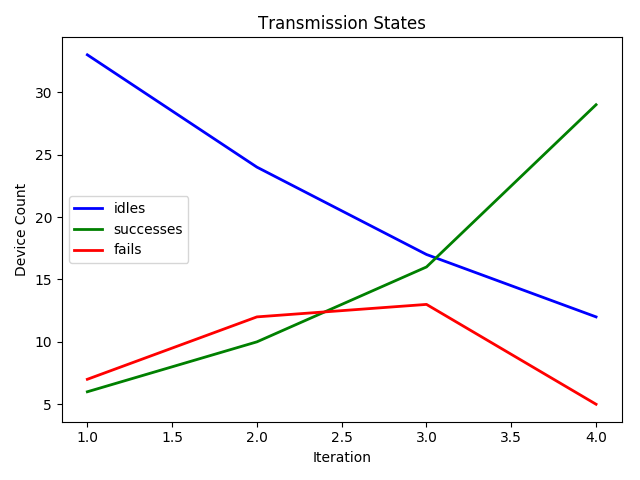 Transmission States
Device Count
30
25
20
15
10
5
idles
successes
fails
1.0 1.5 2.0 2.5 3.0 3.5 4.0
Iteration